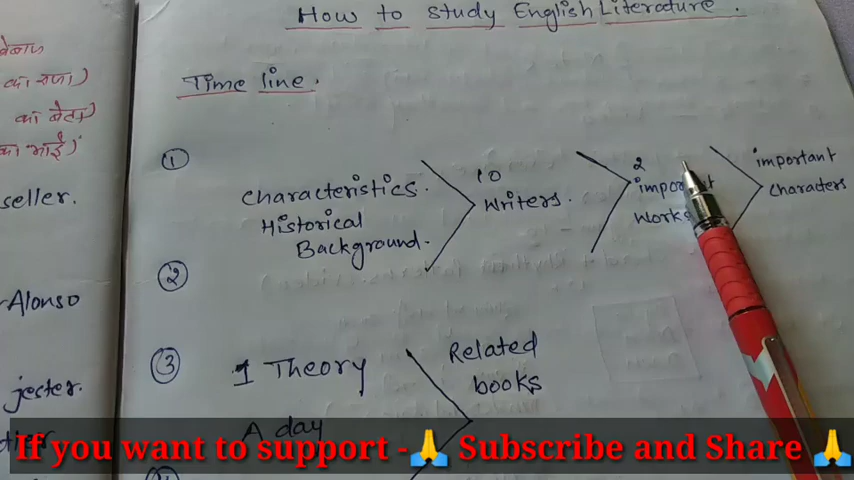 How to study English Literature.
Time line.
का राजा)
का बेटा)
का भाई)
seller.
Alonso
jester.
①
Characteristics.
Historical
Background.
10
Writers.
2
important
Works
important
Characters
②
③
1 Theory
A day
Related
books
If you want to support -🙏 Subscribe and Share 🙏